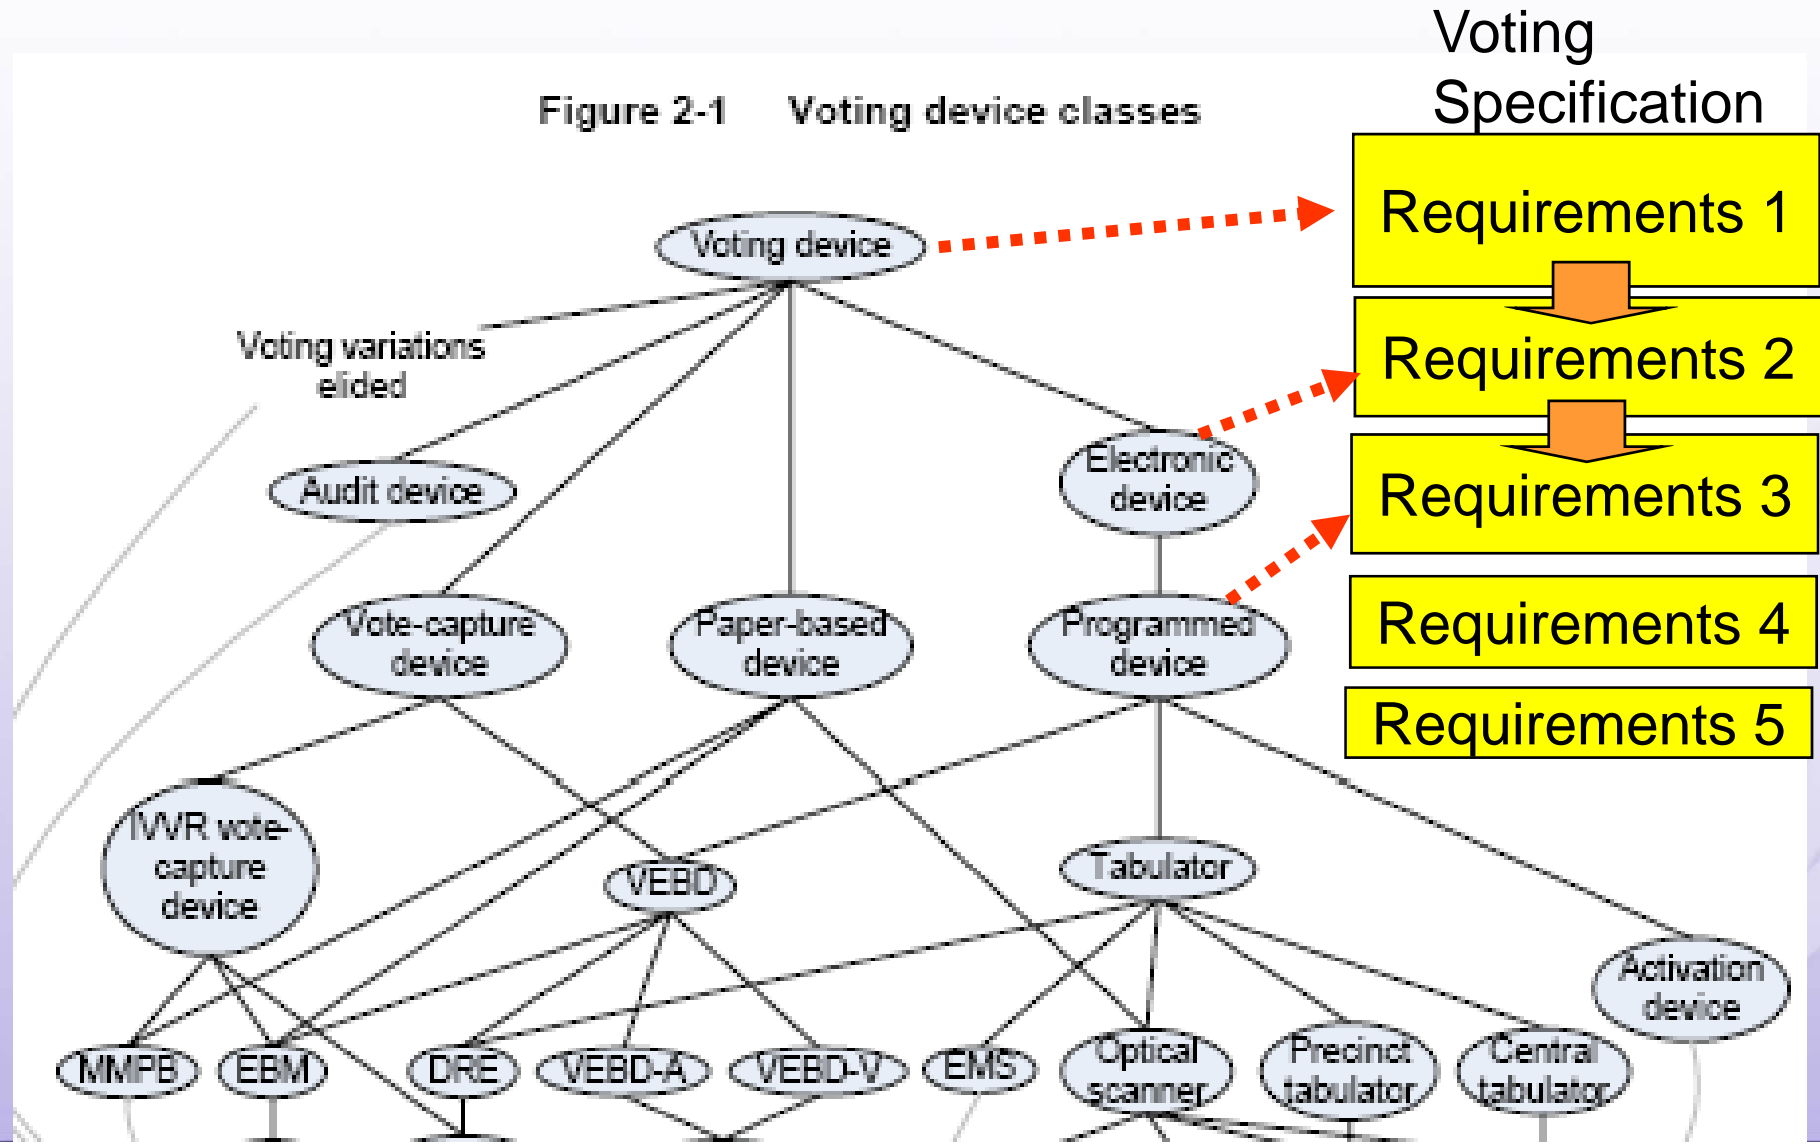 Voting
Specification
Figure 2-1 Voting device classes
Requirements 1
Voting device
Voting variations
elided
Requirements 2
Electronic
device
Audit device
Requirements 3
Vote-capture
device
Paper-based
device
Programmed
device
Requirements 4
Requirements 5
IVVR vote-
capture
device
VEBD
Tabulator
Activation
device
MMPB
EBM
DRE
VEBD-A
VEBD-V
EMS
Optical
scanner
Precinct
tabulator
Central
tabulator